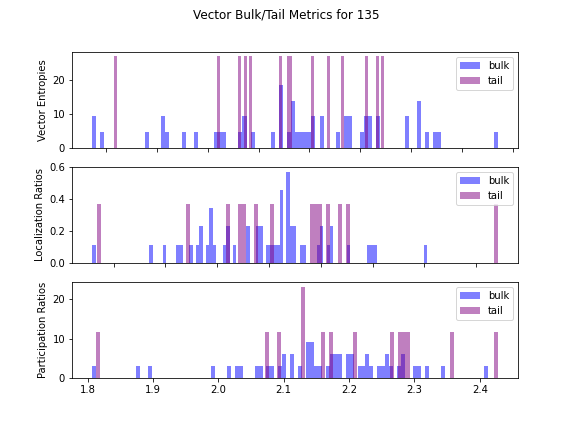 Vector Bulk/Tail Metrics for 135
Vector Entropies
20
10
0
bulk
tail
Localization Ratios
0.6
0.4
0.2
0.0
bulk
tail
Participation Ratios
20
10
0
bulk
tail
1.8 1.9 2.0 2.1 2.2 2.3 2.4